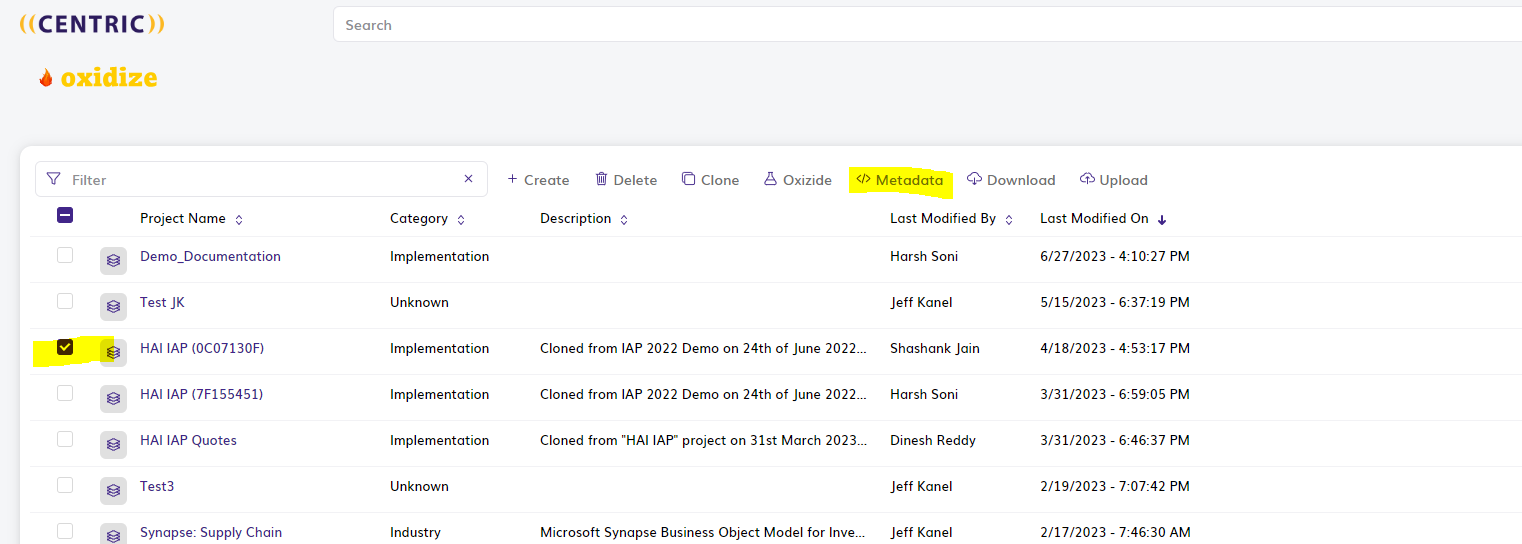 ((CENTRIC))
Search
oxidize
Filter × + Create Delete Clone Oxizide </> Metadata Download Upload
Project Name Category Description Last Modified By Last Modified On
Demo_Documentation Implementation Harsh Soni 6/27/2023 - 4:10:27 PM
Test JK Unknown Jeff Kanel 5/15/2023 - 6:37:19 PM
HAI IAP (0C07130F) Implementation Cloned from IAP 2022 Demo on 24th of June 2022... Shashank Jain 4/18/2023 - 4:53:17 PM
HAI IAP (7F155451) Implementation Cloned from IAP 2022 Demo on 24th of June 2022... Harsh Soni 3/31/2023 - 6:59:05 PM
HAI IAP Quotes Implementation Cloned from "HAI IAP" project on 31st March 2023... Dinesh Reddy 3/31/2023 - 6:46:37 PM
Test3 Unknown Jeff Kanel 2/19/2023 - 7:07:42 PM
Synapse: Supply Chain Industry Microsoft Synapse Business Object Model for Inve... Jeff Kanel 2/17/2023 - 7:46:30 AM